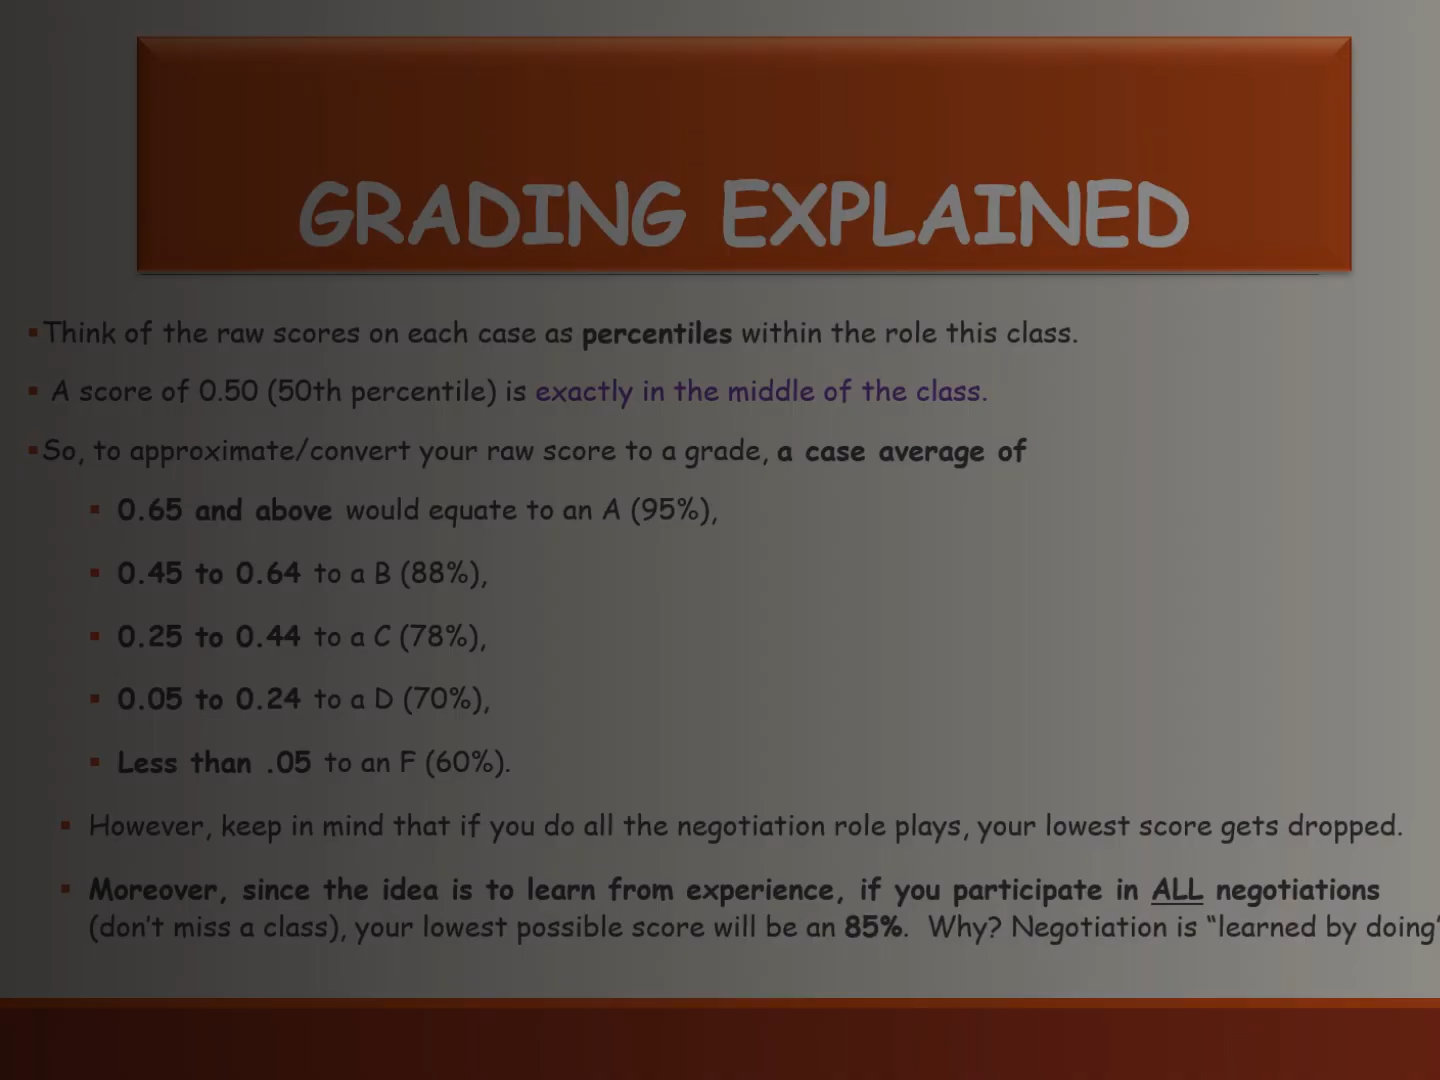 GRADING EXPLAINED
▪Think of the raw scores on each case as percentiles within the role this class.
▪ A score of 0.50 (50th percentile) is exactly in the middle of the class.
▪So, to approximate/convert your raw score to a grade, a case average of
▪ 0.65 and above would equate to an A (95%),
▪ 0.45 to 0.64 to a B (88%),
▪ 0.25 to 0.44 to a C (78%),
▪ 0.05 to 0.24 to a D (70%),
▪ Less than .05 to an F (60%).
▪ However, keep in mind that if you do all the negotiation role plays, your lowest score gets dropped.
▪ Moreover, since the idea is to learn from experience, if you participate in ALL negotiations
(don't miss a class), your lowest possible score will be an 85%. Why? Negotiation is “learned by doing”